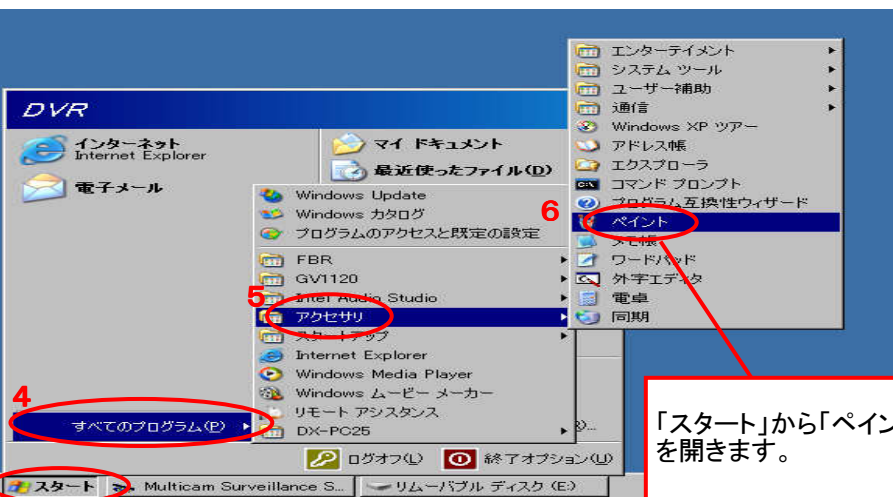 DVR
インターネット
Internet Explorer
電子メール
マイ ドキュメント
最近使ったファイル(D)
Windows Update
Windows カタログ
プログラムのアクセスと既定の設定
FBR
GV1120
5
Intel Audio Studio
アクセサリ
スタートアップ
Internet Explorer
Windows Media Player
Windows ムービー メーカー
リモート アシスタンス
DX-PC25
エンターテイメント
システム ツール
ユーザー補助
通信
Windows XP ツアー
アドレス帳
エクスプローラ
コマンド プロンプト
プログラム互換性ウィザード
6
ペイント
メモ帳
ワードパッド
外字エディタ
電卓
同期
4
すべてのプログラム(P)
ログオフ(L)
終了オプション(U)
スタート
Multicam Surveillance S...
リムーバブル ディスク (E:)
「スタート」から「ペイン
を開きます。